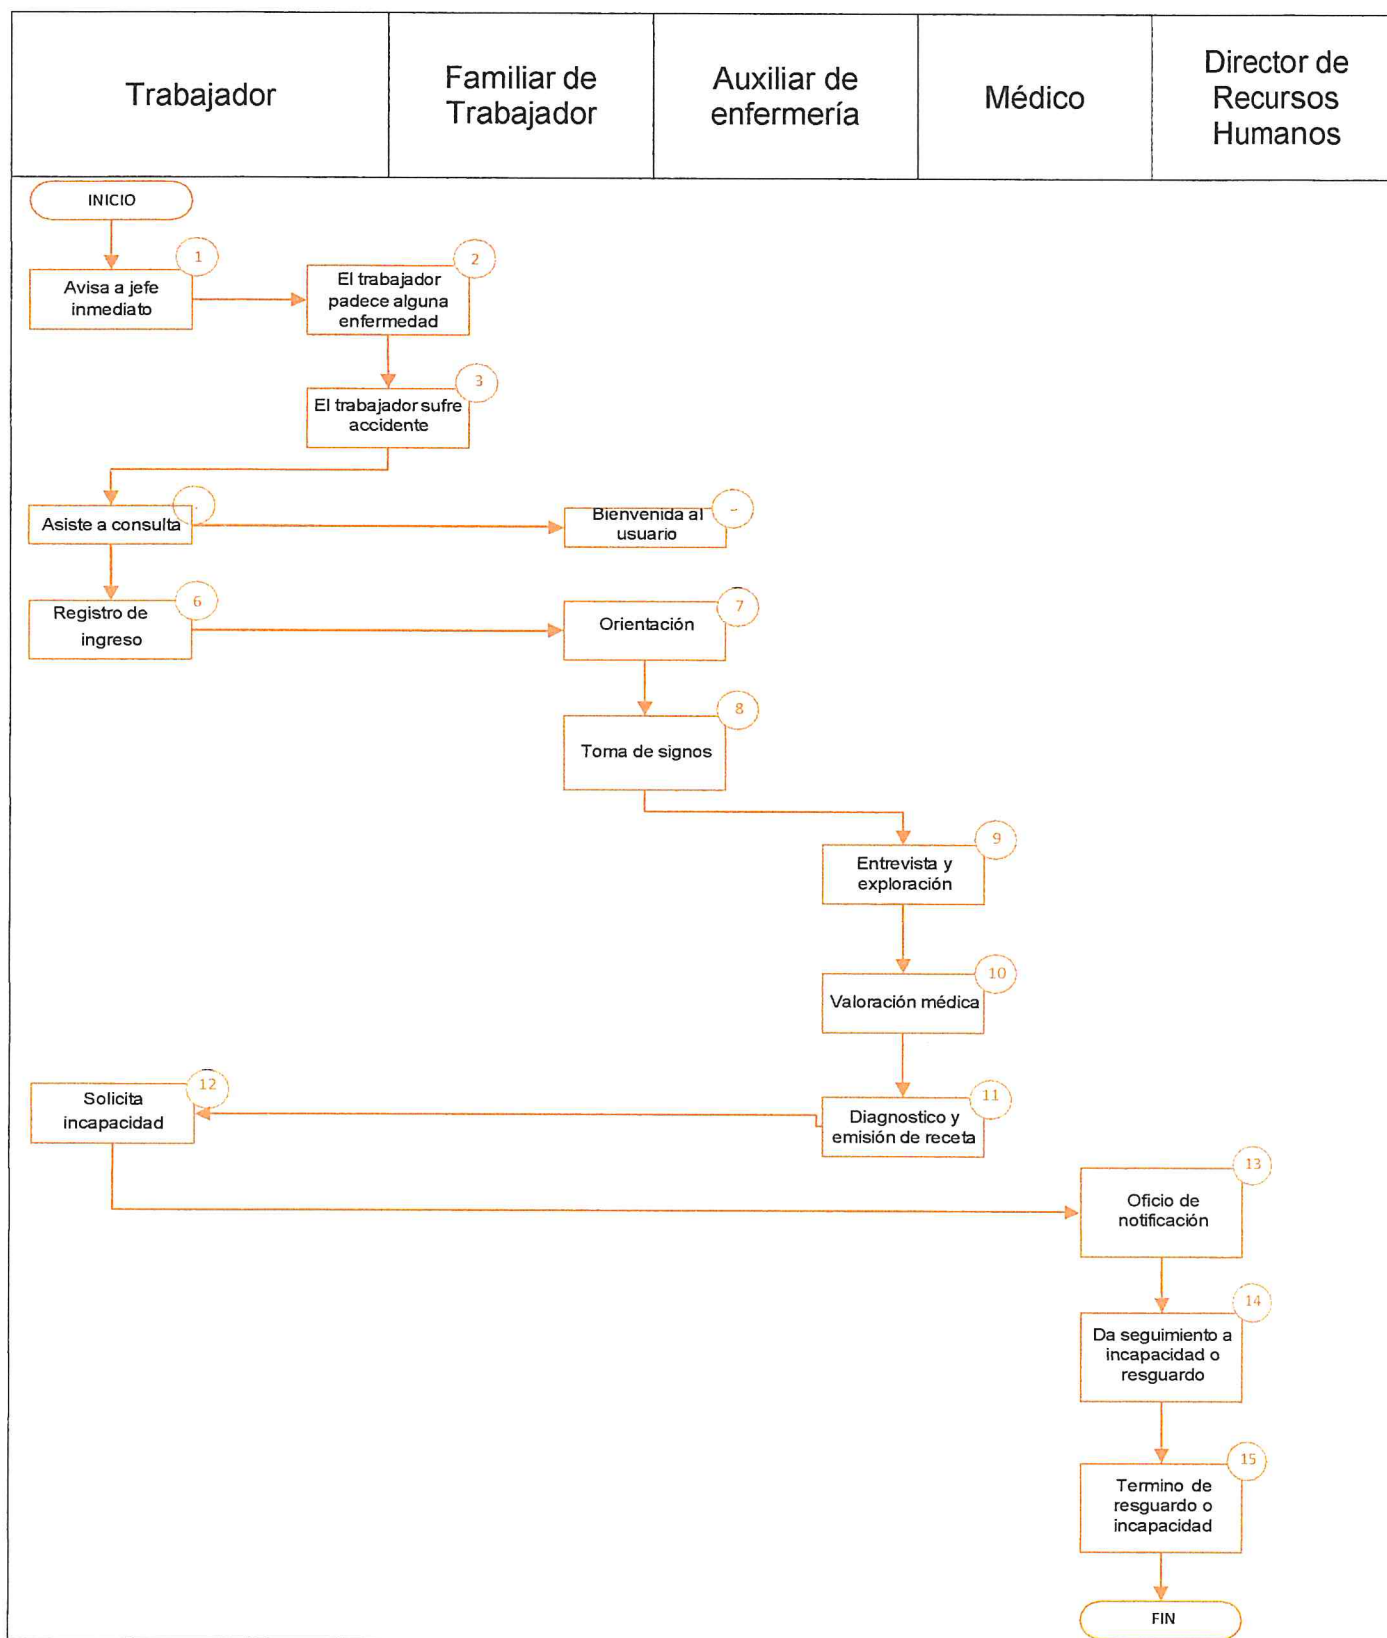 Trabajador
Familiar de
Trabajador
Auxiliar de
enfermería
Médico
Director de
Recursos
Humanos
INICIO
1
Avisa a jefe
inmediato
2
El trabajador
padece alguna
enfermedad
3
El trabajador sufre
accidente
Asiste a consulta
Bienvenida al
usuario
6
Registro de
ingreso
7
Orientación
8
Toma de signos
9
Entrevista y
exploración
10
Valoración médica
11
Diagnostico y
emisión de receta
12
Solicita
incapacidad
13
Oficio de
notificación
14
Da seguimiento a
incapacidad o
resguardo
15
Termino de
resguardo o
incapacidad
FIN